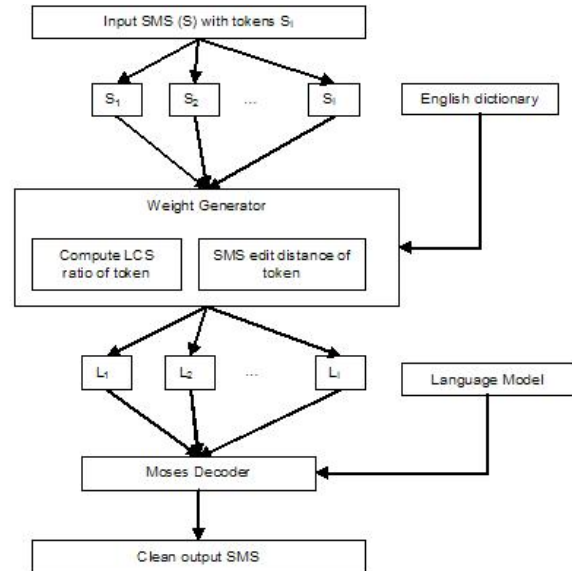 Input SMS (S) with tokens Sᵢ
S₁
S₂
...
Sᵢ
English dictionary
Weight Generator
Compute LCS
ratio of token
SMS edit distance of
token
L₁
L₂
...
Lᵢ
Language Model
Moses Decoder
Clean output SMS